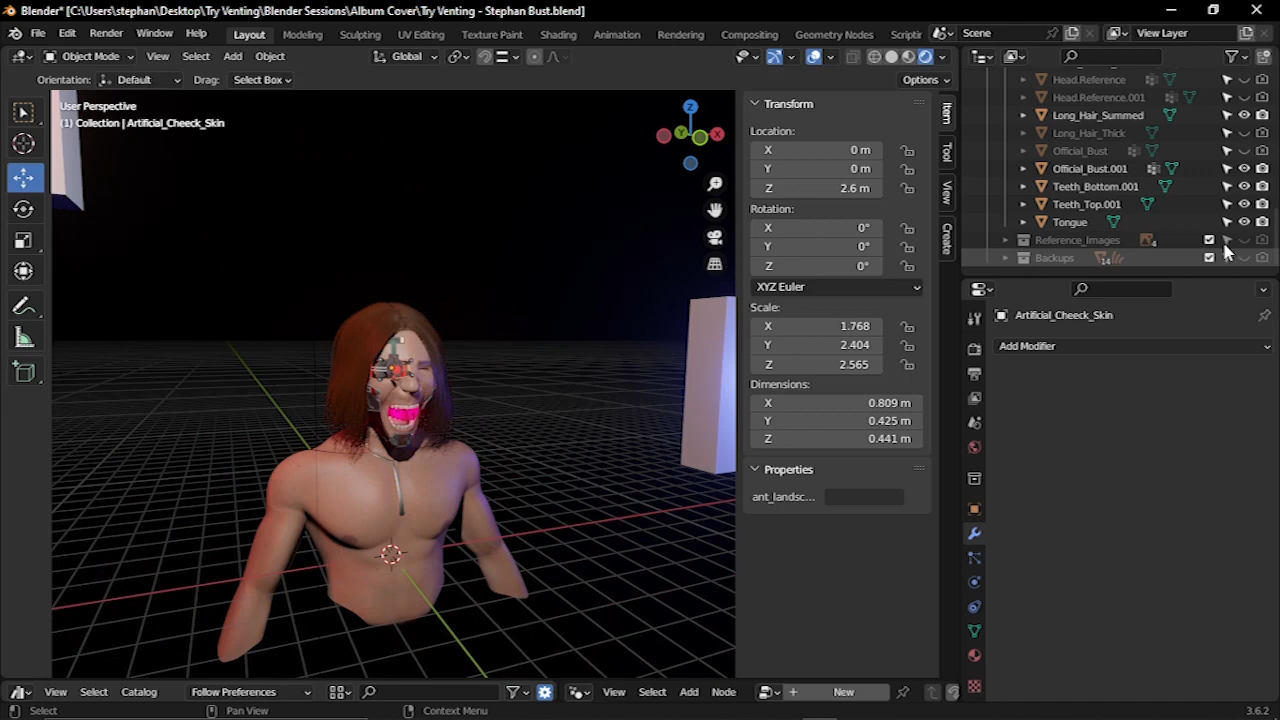 Blender* [C:\Users\stephan\Desktop\Try Venting\Blender Sessions\Album Cover\Try Venting - Stephan Bust.blend]
File Edit Render Window Help Layout Modeling Sculpting UV Editing Texture Paint Shading Animation Rendering Compositing Geometry Nodes Scriptir Scene View Layer
Object Mode View Select Add Object Global
Orientation: Default Drag: Select Box Options
User Perspective
(1) Collection | Artificial_Cheeck_Skin
Z
Y
X
Transform
Location:
X 0 m
Y 0 m
Z 2.6 m
Rotation:
X 0°
Y 0°
Z 0°
XYZ Euler
Scale:
X 1.768
Y 2.404
Z 2.565
Dimensions:
X 0.809 m
Y 0.425 m
Z 0.441 m
Properties
ant_landsc...
Item
Tool
View
Create
Head.Reference
Head.Reference.001
Long_Hair_Summed
Long_Hair_Thick
Official_Bust
Official_Bust.001
Teeth_Bottom.001
Teeth_Top.001
Tongue
Reference_Images 4
Backups 14
Artificial_Cheeck_Skin
Add Modifier
View Select Catalog Follow Preferences View Select Add Node New
Select Pan View Context Menu 3.6.2